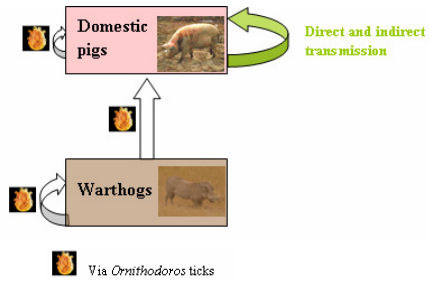 Domestic
pigs
Direct and indirect
transmission
Warthogs
Via Ornithodoros ticks